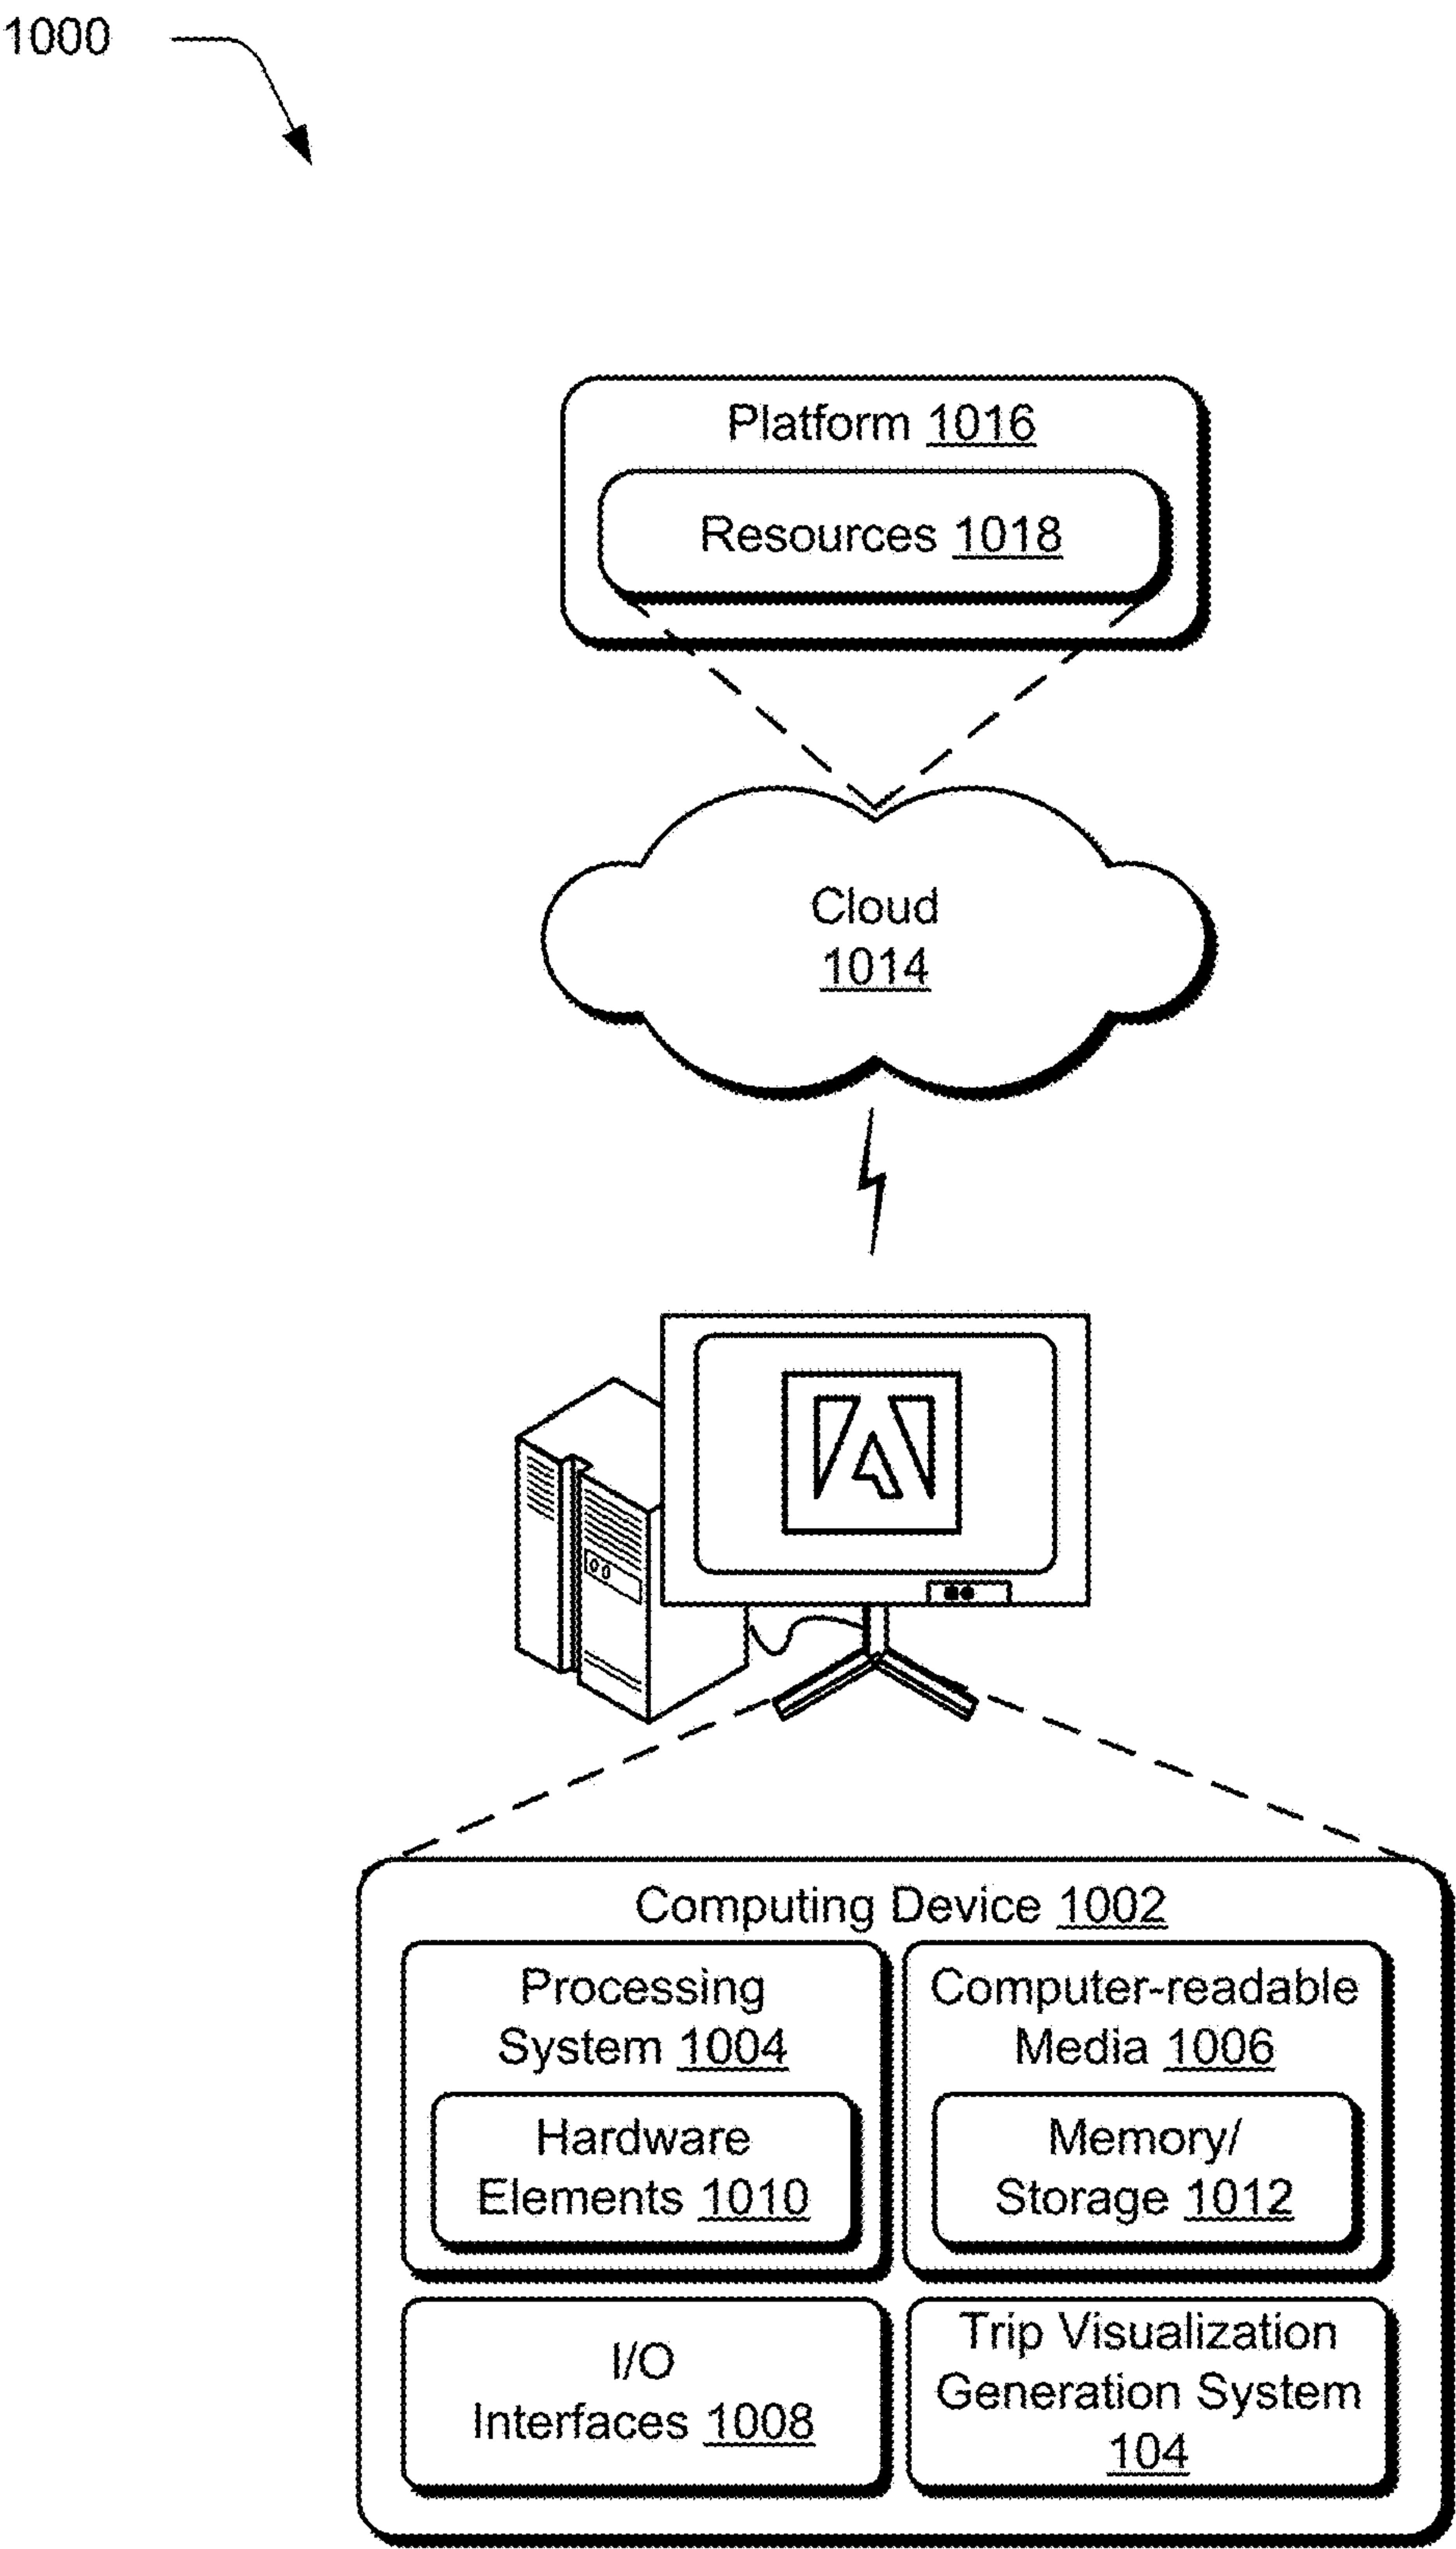 1000
Platform 1016
Resources 1018
Cloud
1014
Computing Device 1002
Processing
System 1004
Hardware
Elements 1010
Computer-readable
Media 1006
Memory/
Storage 1012
I/O
Interfaces 1008
Trip Visualization
Generation System
104